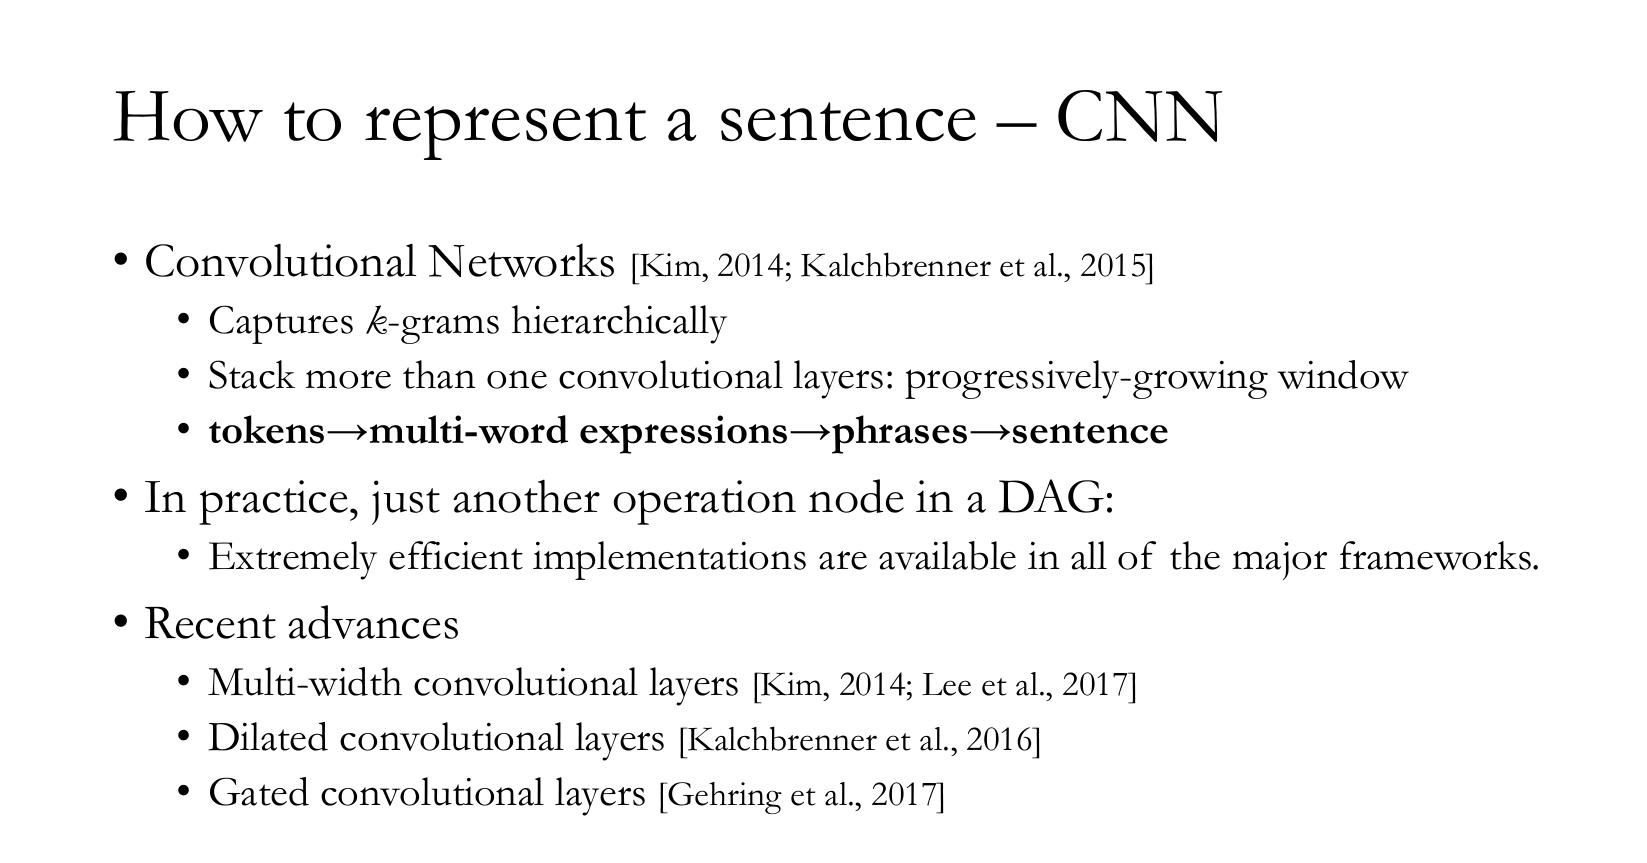 How to represent a sentence – CNN
• Convolutional Networks [Kim, 2014; Kalchbrenner et al., 2015]
• Captures k-grams hierarchically
• Stack more than one convolutional layers: progressively-growing window
• tokens→multi-word expressions→phrases→sentence
• In practice, just another operation node in a DAG:
• Extremely efficient implementations are available in all of the major frameworks.
• Recent advances
• Multi-width convolutional layers [Kim, 2014; Lee et al., 2017]
• Dilated convolutional layers [Kalchbrenner et al., 2016]
• Gated convolutional layers [Gehring et al., 2017]